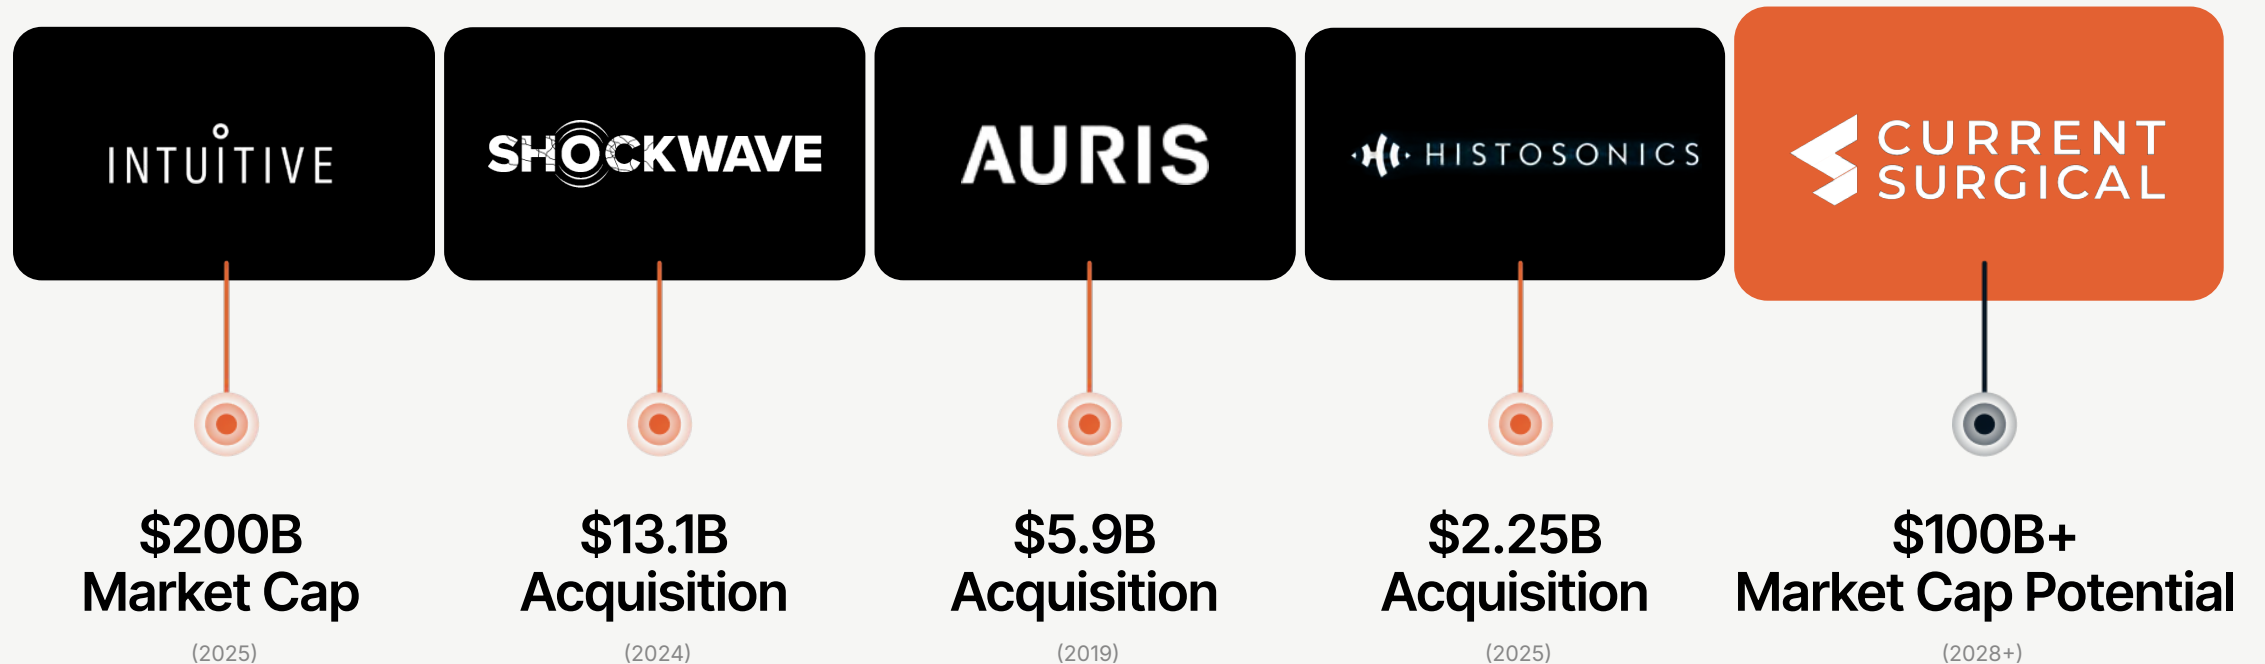 INTUITIVE
SHOCKWAVE
AURIS
HISTOSONICS
CURRENT
SURGICAL
$200B
Market Cap
(2025)
$13.1B
Acquisition
(2024)
$5.9B
Acquisition
(2019)
$2.25B
Acquisition
(2025)
$100B+
Market Cap Potential
(2028+)